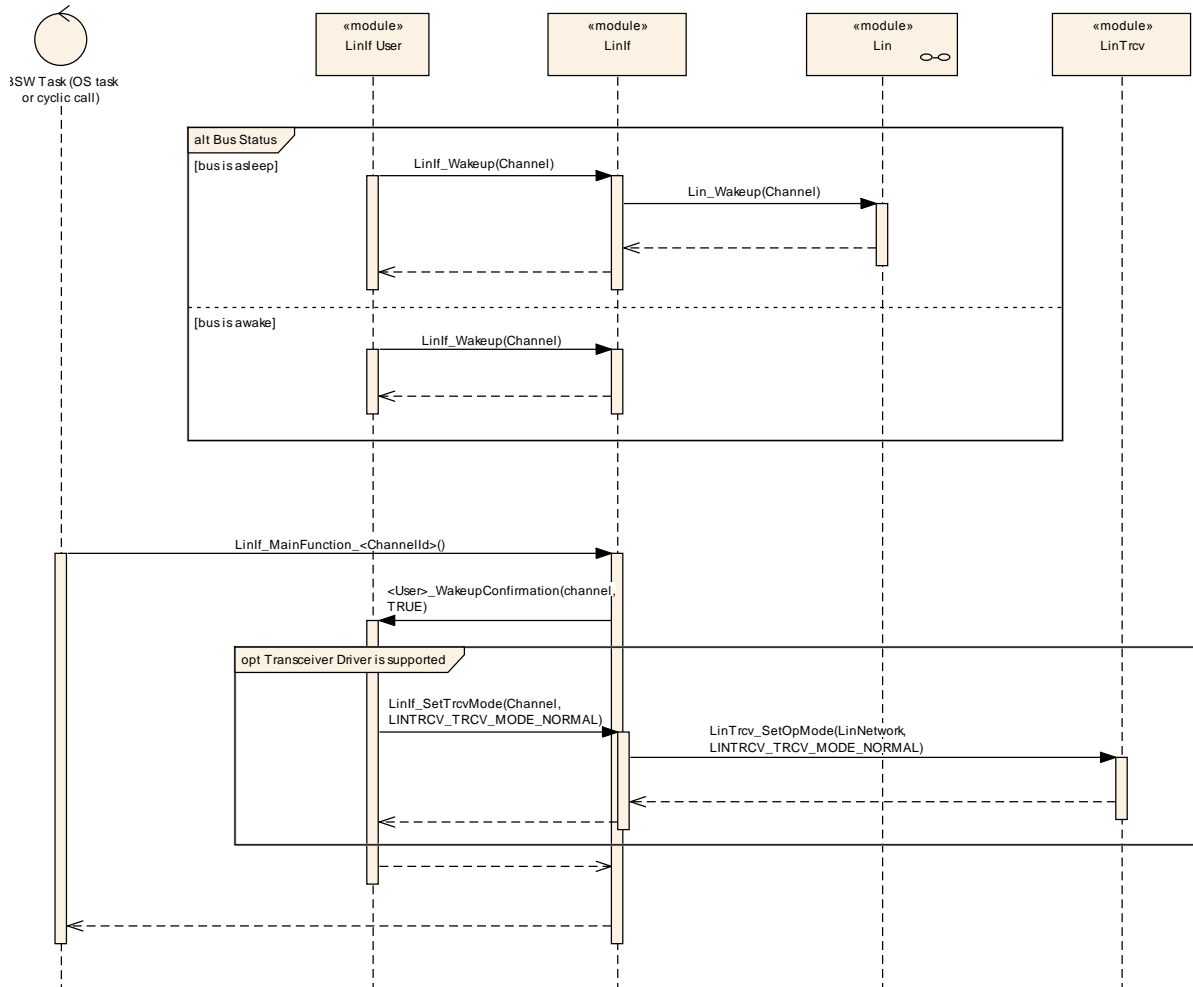 «module»
LinIf User
«module»
LinIf
«module»
Lin
«module»
LinTrcv
BSW Task (OS task
or cyclic call)
alt Bus Status
[bus is asleep]
LinIf_Wakeup(Channel)
Lin_Wakeup(Channel)
[bus is awake]
LinIf_Wakeup(Channel)
LinIf_MainFunction_<ChannelId>()
<User>_WakeupConfirmation(channel,
TRUE)
opt Transceiver Driver is supported
LinIf_SetTrcvMode(Channel,
LINTRCV_TRCV_MODE_NORMAL)
LinTrcv_SetOpMode(LinNetwork,
LINTRCV_TRCV_MODE_NORMAL)